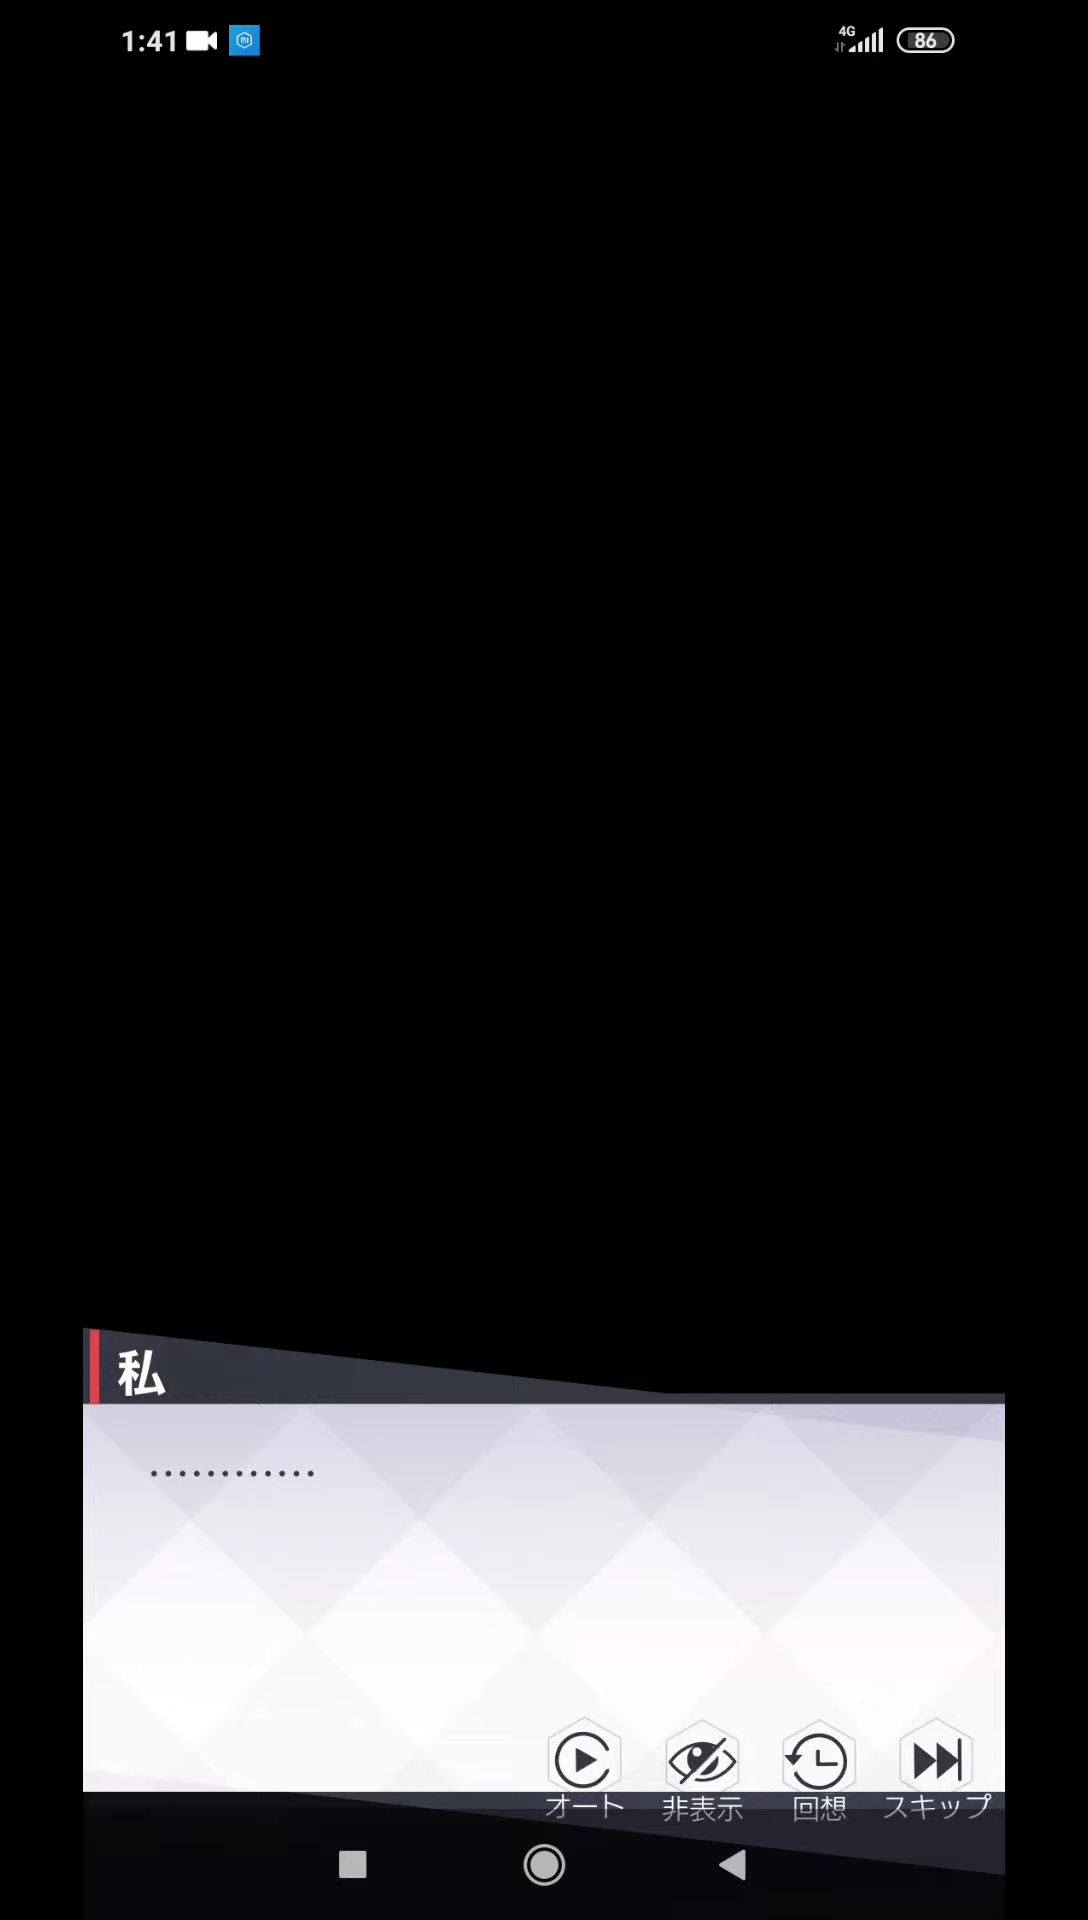 1:41
4G
86
私
............
オート 非表示 回想 スキップ